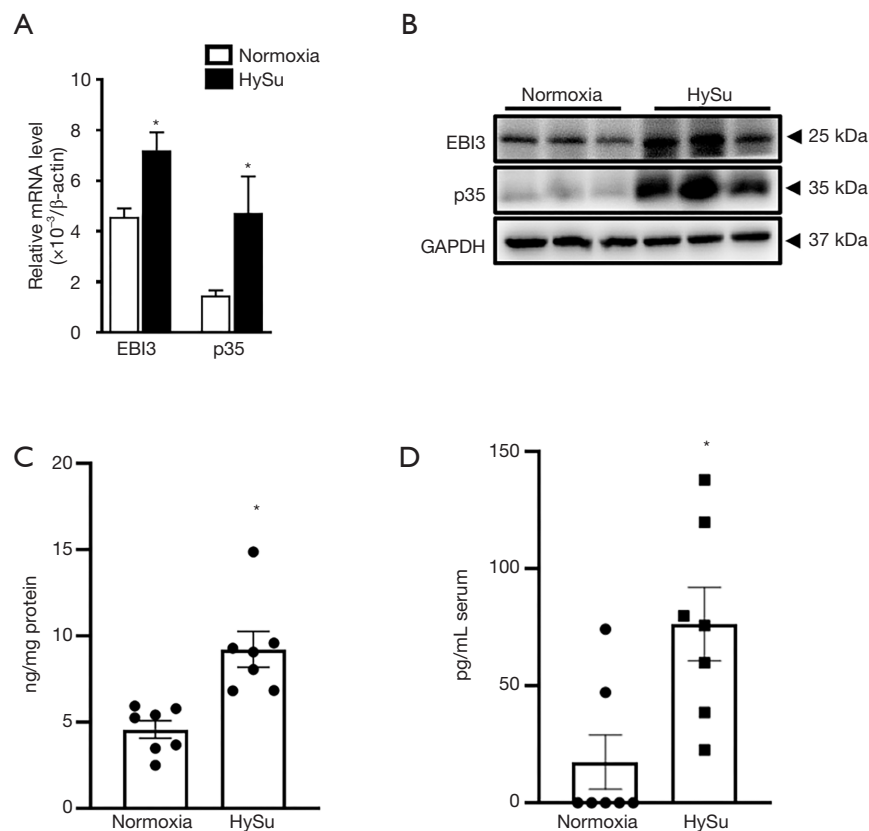 A
Normoxia
HySu
Relative mRNA level
(×10⁻³/β-actin)
10
8
6
4
2
0
*
*
EBI3 p35
B
Normoxia HySu
EBI3 25 kDa
p35 35 kDa
GAPDH 37 kDa
C
ng/mg protein
20
15
10
5
0
*
Normoxia HySu
D
pg/mL serum
150
100
50
0
*
Normoxia HySu